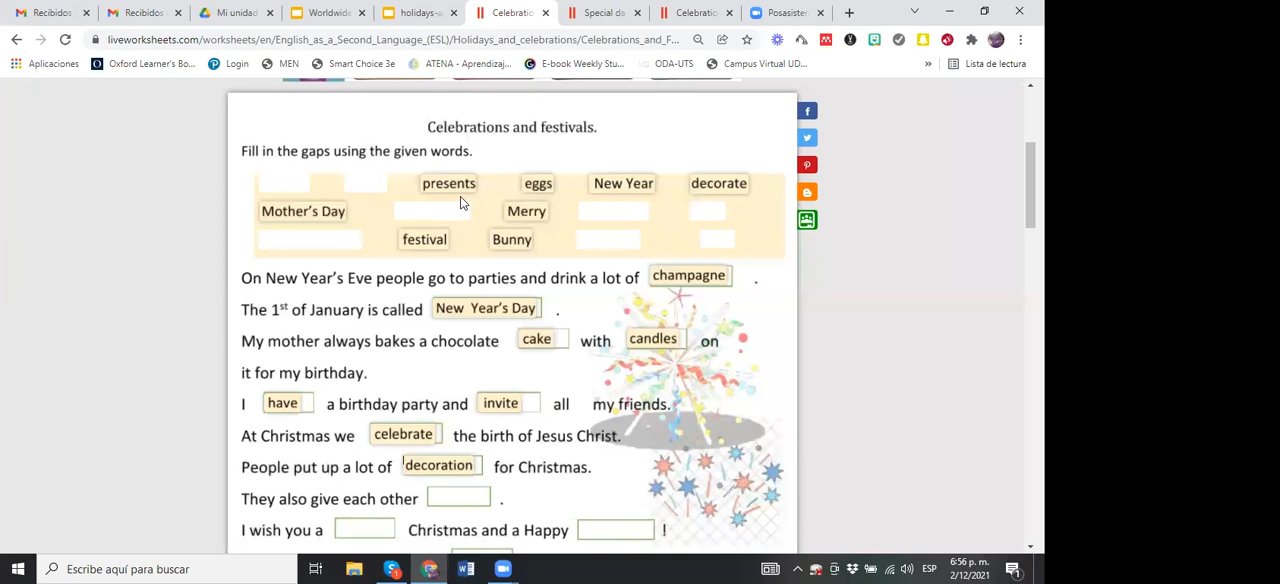 Recibidos
Recibidos
Mi unidad
Worldwide
holidays-a
Celebratio
Special da
Celebratio
Posasister
liveworksheets.com/worksheets/en/English_as_a_Second_Language_(ESL)/Holidays_and_celebrations/Celebrations_and_F...
Aplicaciones
Oxford Learner's Bo...
Login
MEN
Smart Choice 3e
ATENA - Aprendizaj...
E-book Weekly Stu...
ODA-UTS
Campus Virtual UD...
»
Lista de lectura
Celebrations and festivals.
Fill in the gaps using the given words.
presents eggs New Year decorate
Mother's Day Merry
festival Bunny
On New Year's Eve people go to parties and drink a lot of champagne .
The 1st of January is called New Year's Day .
My mother always bakes a chocolate cake with candles on
it for my birthday.
I have a birthday party and invite all my friends.
At Christmas we celebrate the birth of Jesus Christ.
People put up a lot of decoration for Christmas.
They also give each other .
I wish you a Christmas and a Happy !
Escribe aquí para buscar
ESP
6:56 p. m.
2/12/2021